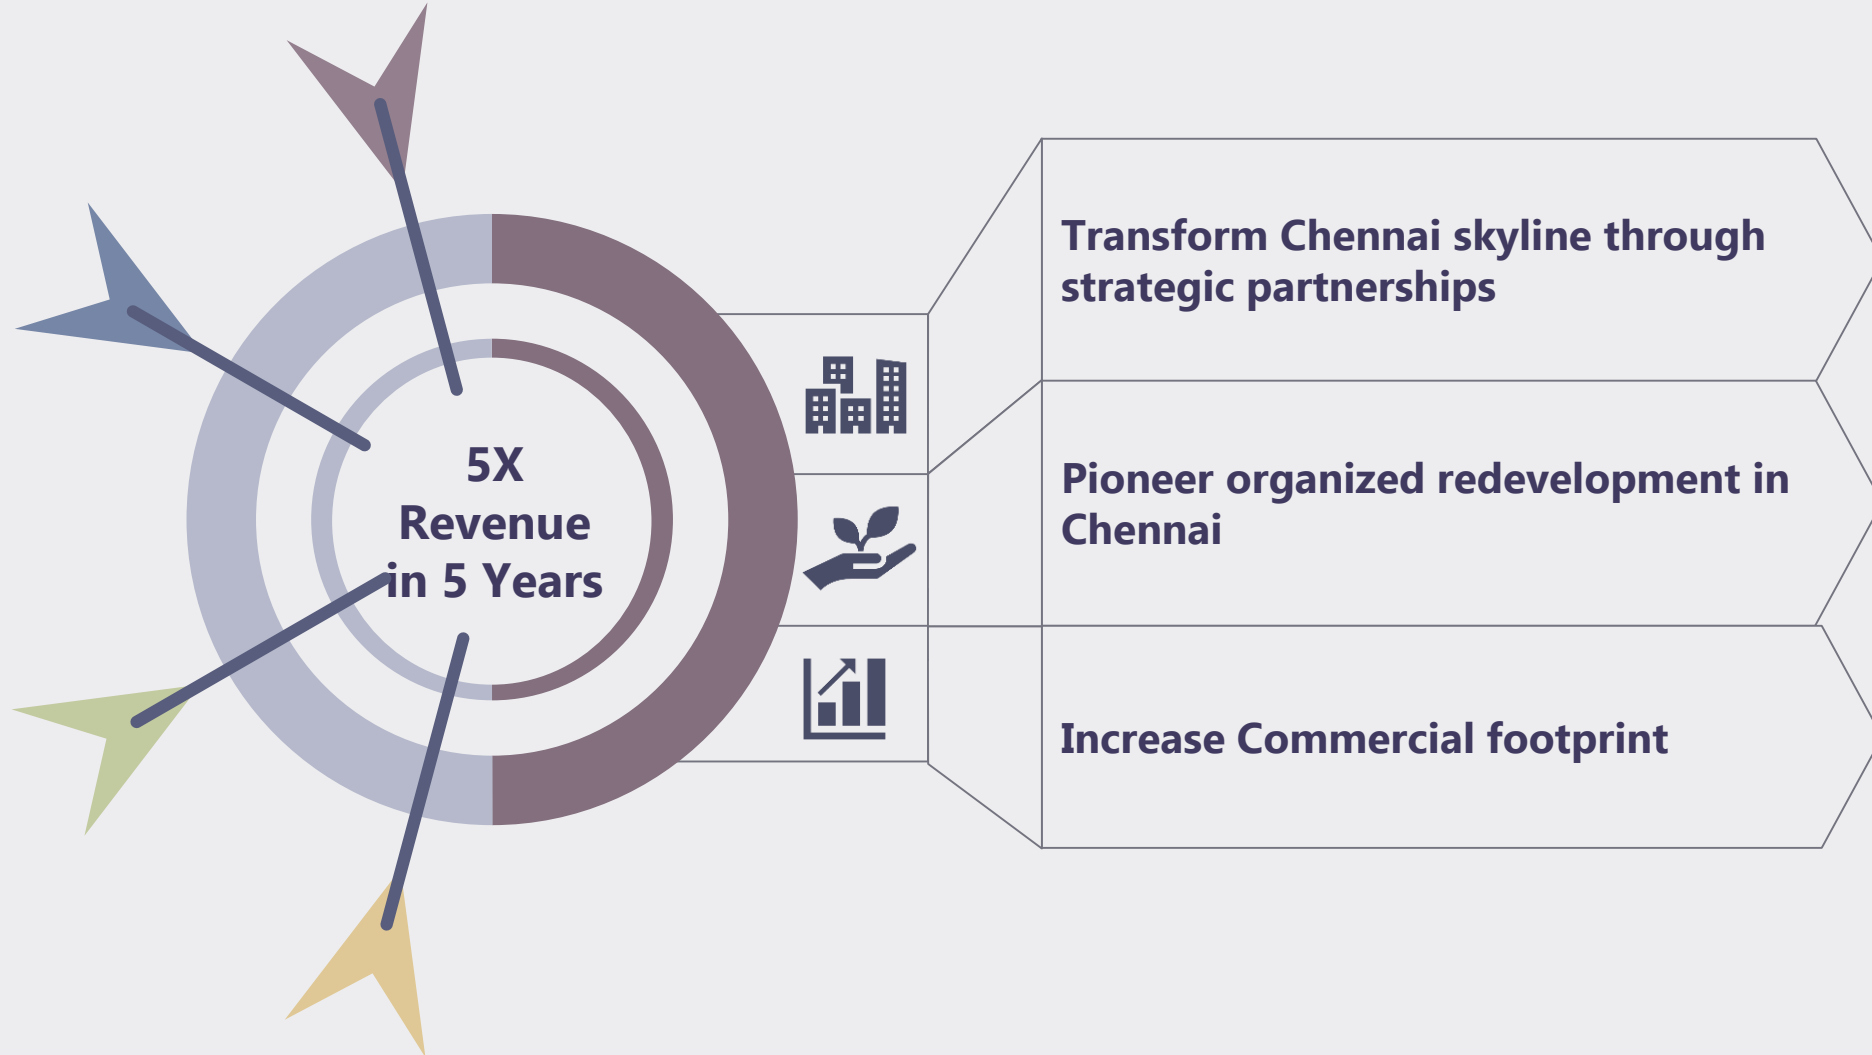 5X
Revenue
in 5 Years
Transform Chennai skyline through
strategic partnerships
Pioneer organized redevelopment in
Chennai
Increase Commercial footprint